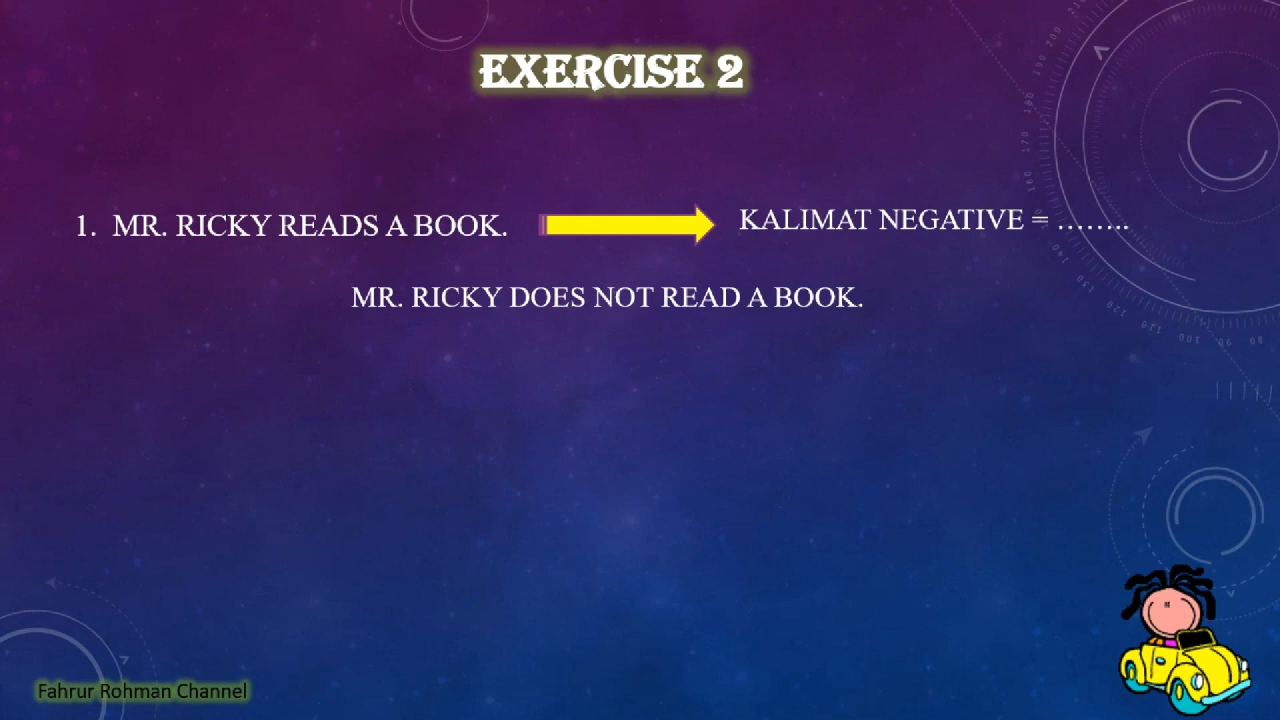 EXERCISE 2
1. MR. RICKY READS A BOOK.
KALIMAT NEGATIVE = ........
MR. RICKY DOES NOT READ A BOOK.
Fahrur Rohman Channel